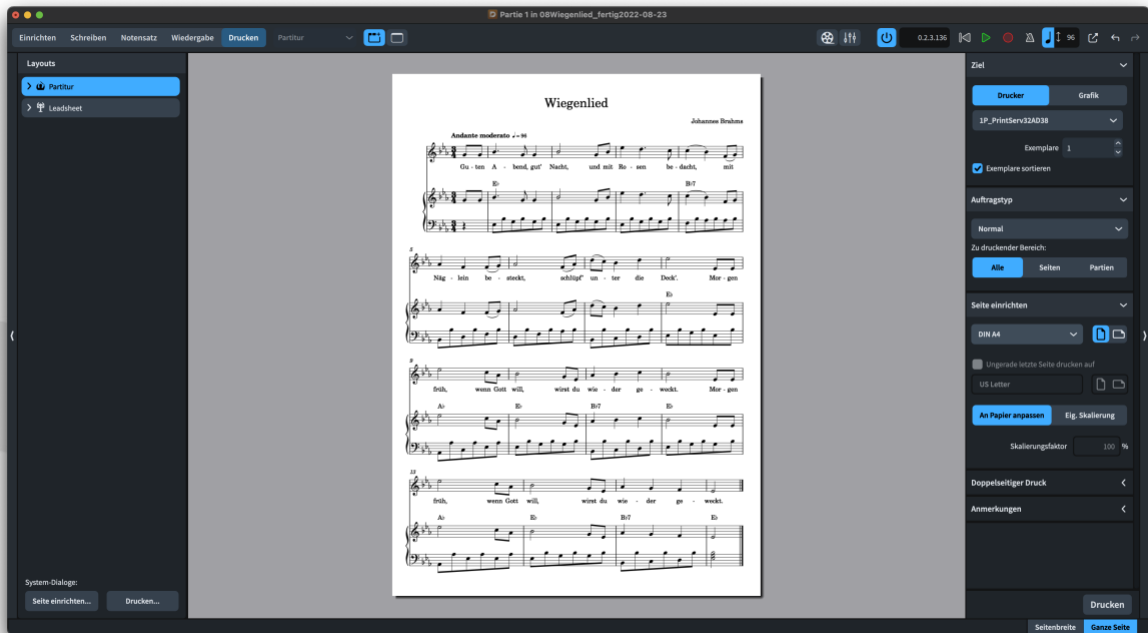 Partie 1 in 08Wiegenlied_fertig2022-08-23
Einrichten Schreiben Notensatz Wiedergabe Drucken Partitur 0.2.3.136 96
Layouts
Partitur
Leadsheet
Wiegenlied
Johannes Brahms
Andante moderato ♩=96
Gu - ten A - bend, gut' Nacht, und mit Ro - sen be - dacht, mit
E♭ B♭7
5
Näg - lein be - steckt, schlüpf' un - ter die Deck'. Mor - gen
E♭
9
früh, wenn Gott will, wirst du wie - der ge - weckt. Mor - gen
A♭ E♭ B♭7 E♭
13
früh, wenn Gott will, wirst du wie - der ge - weckt.
A♭ E♭ B♭7 E♭
Ziel
Drucker Grafik
1P_PrintServ32AD38
Exemplare 1
Exemplare sortieren
Auftragstyp
Normal
Zu druckender Bereich:
Alle Seiten Partien
Seite einrichten
DIN A4
Ungerade letzte Seite drucken auf
US Letter
An Papier anpassen Eig. Skalierung
Skalierungsfaktor 100 %
Doppelseitiger Druck
Anmerkungen
System-Dialoge:
Seite einrichten... Drucken...
Drucken
Seitenbreite Ganze Seite